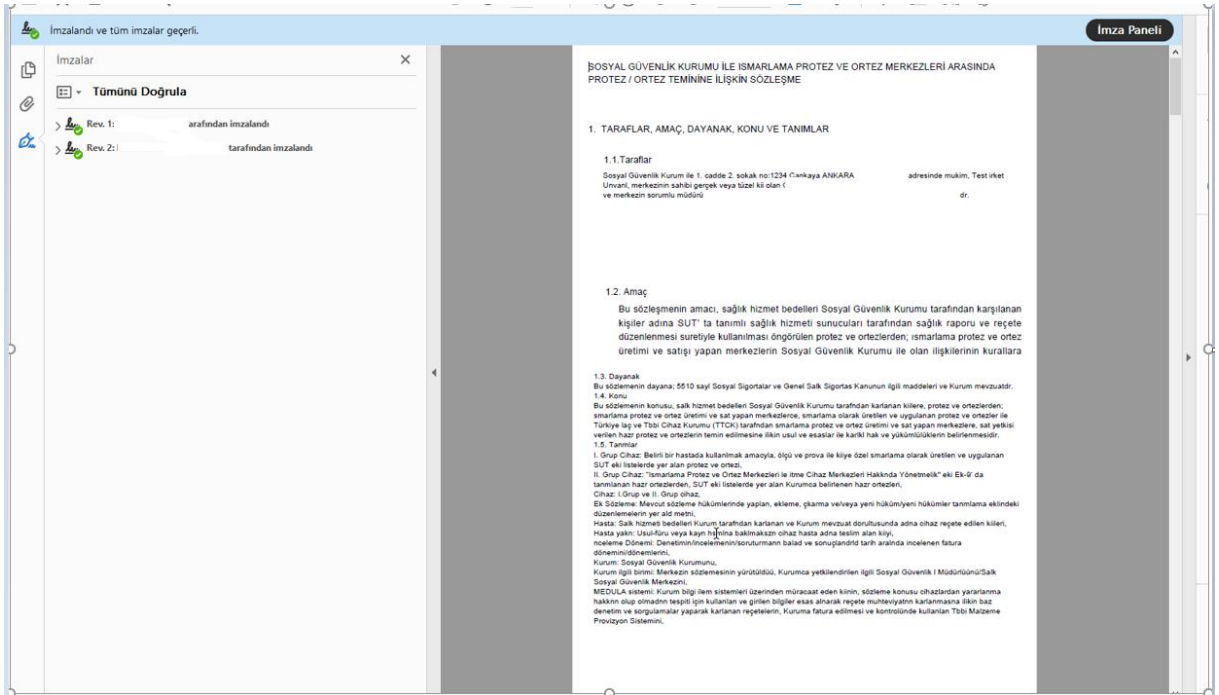 İmzalandı ve tüm imzalar geçerli.
İmza Paneli
İmzalar
Tümünü Doğrula
Rev. 1: arafından imzalandı
Rev. 2: tarafından imzalandı
SOSYAL GÜVENLİK KURUMU İLE ISMARLAMA PROTEZ VE ORTEZ MERKEZLERİ ARASINDA
PROTEZ / ORTEZ TEMİNİNE İLİŞKİN SÖZLEŞME
1. TARAFLAR, AMAÇ, DAYANAK, KONU VE TANIMLAR
1.1.Taraflar
Sosyal Güvenlik Kurum ile 1. cadde 2. sokak no:1234 Cankaya ANKARA adresinde mukim, Test irket
Unvanl, merkezinin sahibi gerçek veya tüzel kii olan
ve merkezin sorumlu müdürü dr.
1.2. Amaç
Bu sözleşmenin amacı, sağlık hizmet bedelleri Sosyal Güvenlik Kurumu tarafından karşılanan
kişiler adına SUT' ta tanımlı sağlık hizmeti sunucuları tarafından sağlık raporu ve reçete
düzenlenmesi suretiyle kullanılması öngörülen protez ve ortezlerden; ısmarlama protez ve ortez
üretimi ve satışı yapan merkezlerin Sosyal Güvenlik Kurumu ile olan ilişkilerinin kurallara
1.3. Dayanak
Bu sözlemenin dayana; 5510 sayl Sosyal Sigortalar ve Genel Salk Sigortas Kanunun ilgili maddeleri ve Kurum mevzuatdr.
1.4. Konu
Bu sözlemenin konusu, salk hizmet bedelleri Sosyal Güvenlik Kurumu tarafndan karlanan kiilere, protez ve ortezlerden;
smarlama protez ve ortez üretimi ve sat yapan merkezlerce, smarlama olarak üretilen ve uygulanan protez ve ortezler ile
Türkiye laç ve Tbbi Cihaz Kurumu (TTCK) tarafndan smarlama protez ve ortez üretimi ve sat yapan merkezlere, sat yetkisi
verilen hazr protez ve ortezlerin temin edilmesine ilikin usul ve esaslar ile karlkl hak ve yükümlülüklerin belirlenmesidir.
1.5. Tanmlar
I. Grup Cihaz: Belirli bir hastada kullanlmak amacyla, ölçü ve prova ile kiiye özel smarlama olarak üretilen ve uygulanan
SUT eki listelerde yer alan protez ve ortezi,
II. Grup Cihaz: "Ismarlama Protez ve Ortez Merkezleri le itme Cihaz Merkezleri Hakknda Yönetmelik" eki Ek-9' da
tanmlanan hazr ortezlerden, SUT eki listelerde yer alan Kurumca belirlenen hazr ortezleri,
Cihaz: I.Grup ve II. Grup cihaz,
Ek Sözleme: Mevcut sözleme hükümlerinde yaplan, ekleme, çkarma ve/veya yeni hüküm/yeni hükümler tanmlama eklindeki
düzenlemelerin yer ald metni,
Hasta: Salk hizmeti bedelleri Kurum tarafndan karlanan ve Kurum mevzuat dorultusunda adna cihaz reçete edilen kiileri,
Hasta yakn: Usul-füru veya kayn hsmlna baklmakszn cihaz hasta adna teslim alan kiiyi,
nceleme Dönemi: Denetimin/incelemenin/soruturmann balad ve sonuçlandrld tarih aralnda incelenen fatura
dönemini/dönemlerini,
Kurum: Sosyal Güvenlik Kurumunu,
Kurum ilgili birimi: Merkezin sözlemesinin yürütüldüü, Kurumca yetkilendirilen ilgili Sosyal Güvenlik l Müdürlüünü/Salk
Sosyal Güvenlik Merkezini,
MEDULA sistemi: Kurum bilgi ilem sistemleri üzerinden müracaat eden kiinin, sözleme konusu cihazlardan yararlanma
hakknn olup olmadnn tespiti için kullanlan ve girilen bilgiler esas alnarak reçete muhteviyatnn karlanmasna ilikin baz
denetim ve sorgulamalar yaparak karlanan reçetelerin, Kuruma fatura edilmesi ve kontrolünde kullanlan Tbbi Malzeme
Provizyon Sistemini,